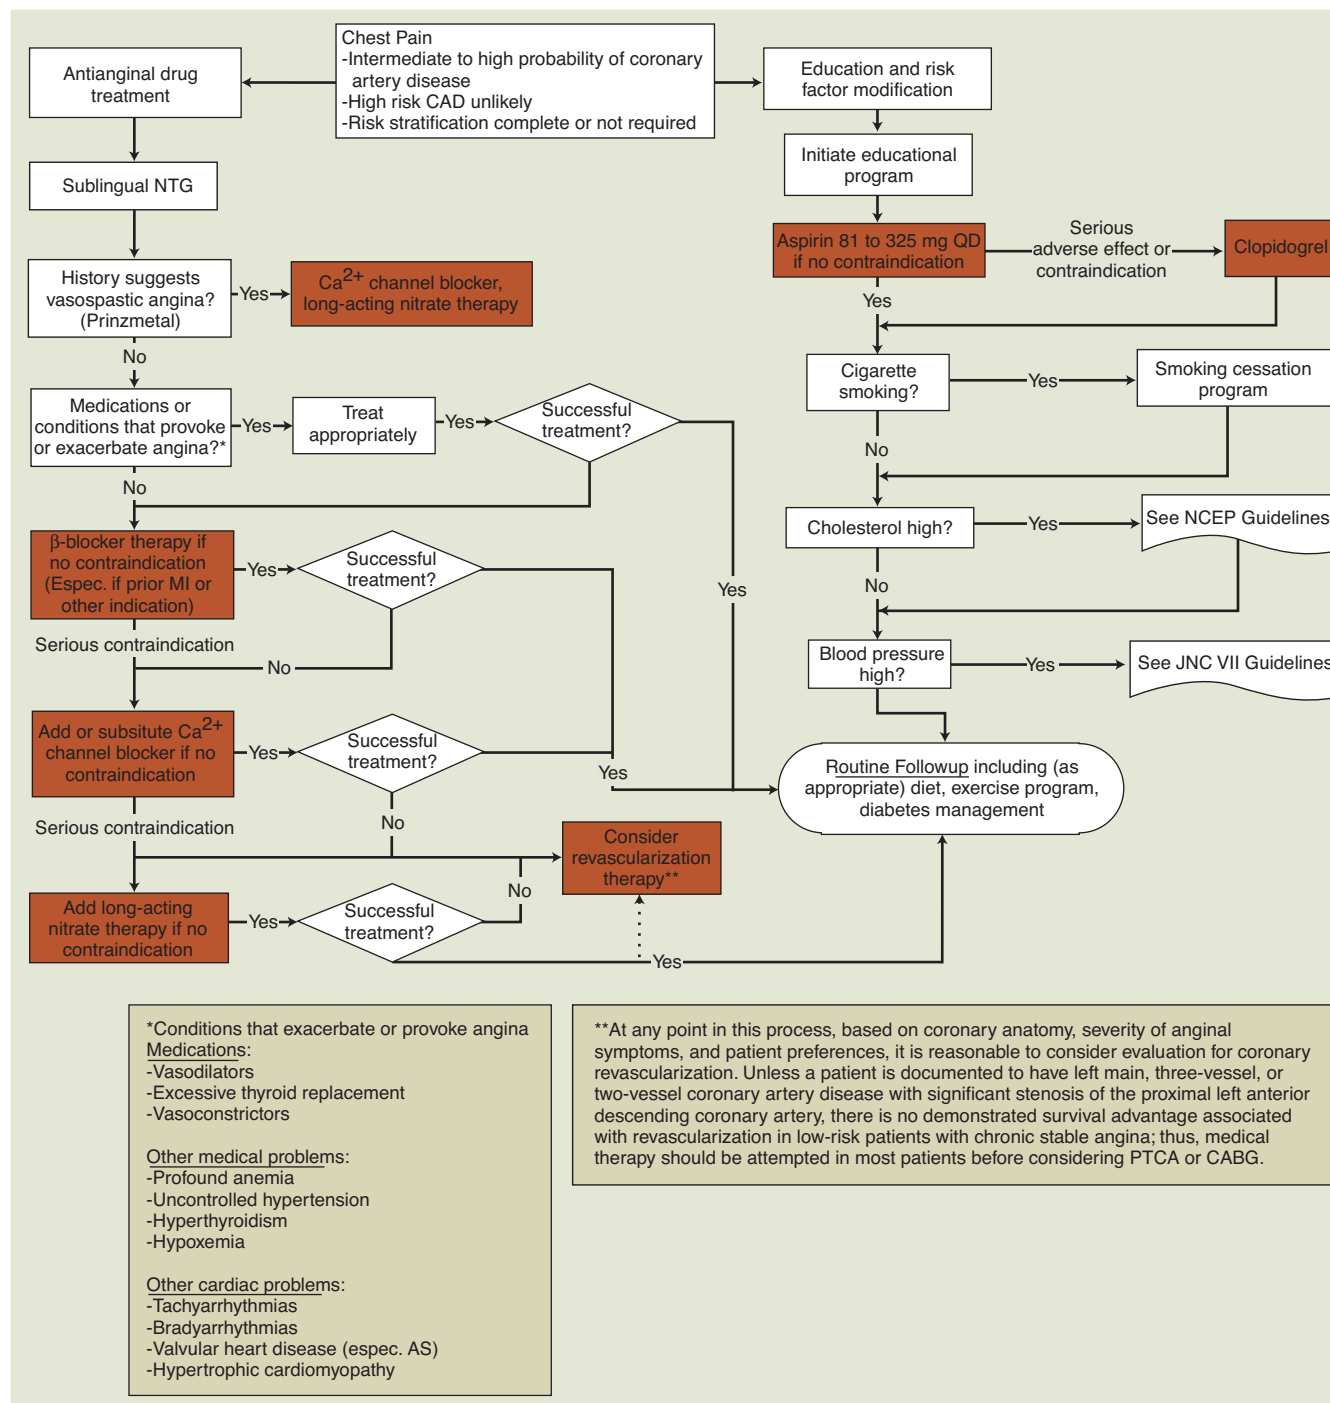 Chest Pain
-Intermediate to high probability of coronary
artery disease
-High risk CAD unlikely
-Risk stratification complete or not required
Antianginal drug
treatment
Sublingual NTG
History suggests
vasospastic angina?
(Prinzmetal)
Yes
Ca2+ channel blocker,
long-acting nitrate therapy
No
Medications or
conditions that provoke
or exacerbate angina?*
Yes
Treat
appropriately
Yes
Successful
treatment?
No
Yes
β-blocker therapy if
no contraindication
(Espec. if prior MI or
other indication)
Yes
Successful
treatment?
Serious contraindication
No
Add or subsitute Ca2+
channel blocker if no
contraindication
Yes
Successful
treatment?
Yes
Serious contraindication
No
Consider
revascularization
therapy**
No
Add long-acting
nitrate therapy if no
contraindication
Yes
Successful
treatment?
Yes
Education and risk
factor modification
Initiate educational
program
Aspirin 81 to 325 mg QD
if no contraindication
Serious
adverse effect or
contraindication
Clopidogrel
Yes
Cigarette
smoking?
Yes
Smoking cessation
program
No
Cholesterol high?
Yes
See NCEP Guidelines
No
Blood pressure
high?
Yes
See JNC VII Guidelines
Routine Followup including (as
appropriate) diet, exercise program,
diabetes management
*Conditions that exacerbate or provoke angina
Medications:
-Vasodilators
-Excessive thyroid replacement
-Vasoconstrictors
Other medical problems:
-Profound anemia
-Uncontrolled hypertension
-Hyperthyroidism
-Hypoxemia
Other cardiac problems:
-Tachyarrhythmias
-Bradyarrhythmias
-Valvular heart disease (espec. AS)
-Hypertrophic cardiomyopathy
**At any point in this process, based on coronary anatomy, severity of anginal
symptoms, and patient preferences, it is reasonable to consider evaluation for coronary
revascularization. Unless a patient is documented to have left main, three-vessel, or
two-vessel coronary artery disease with significant stenosis of the proximal left anterior
descending coronary artery, there is no demonstrated survival advantage associated
with revascularization in low-risk patients with chronic stable angina; thus, medical
therapy should be attempted in most patients before considering PTCA or CABG.